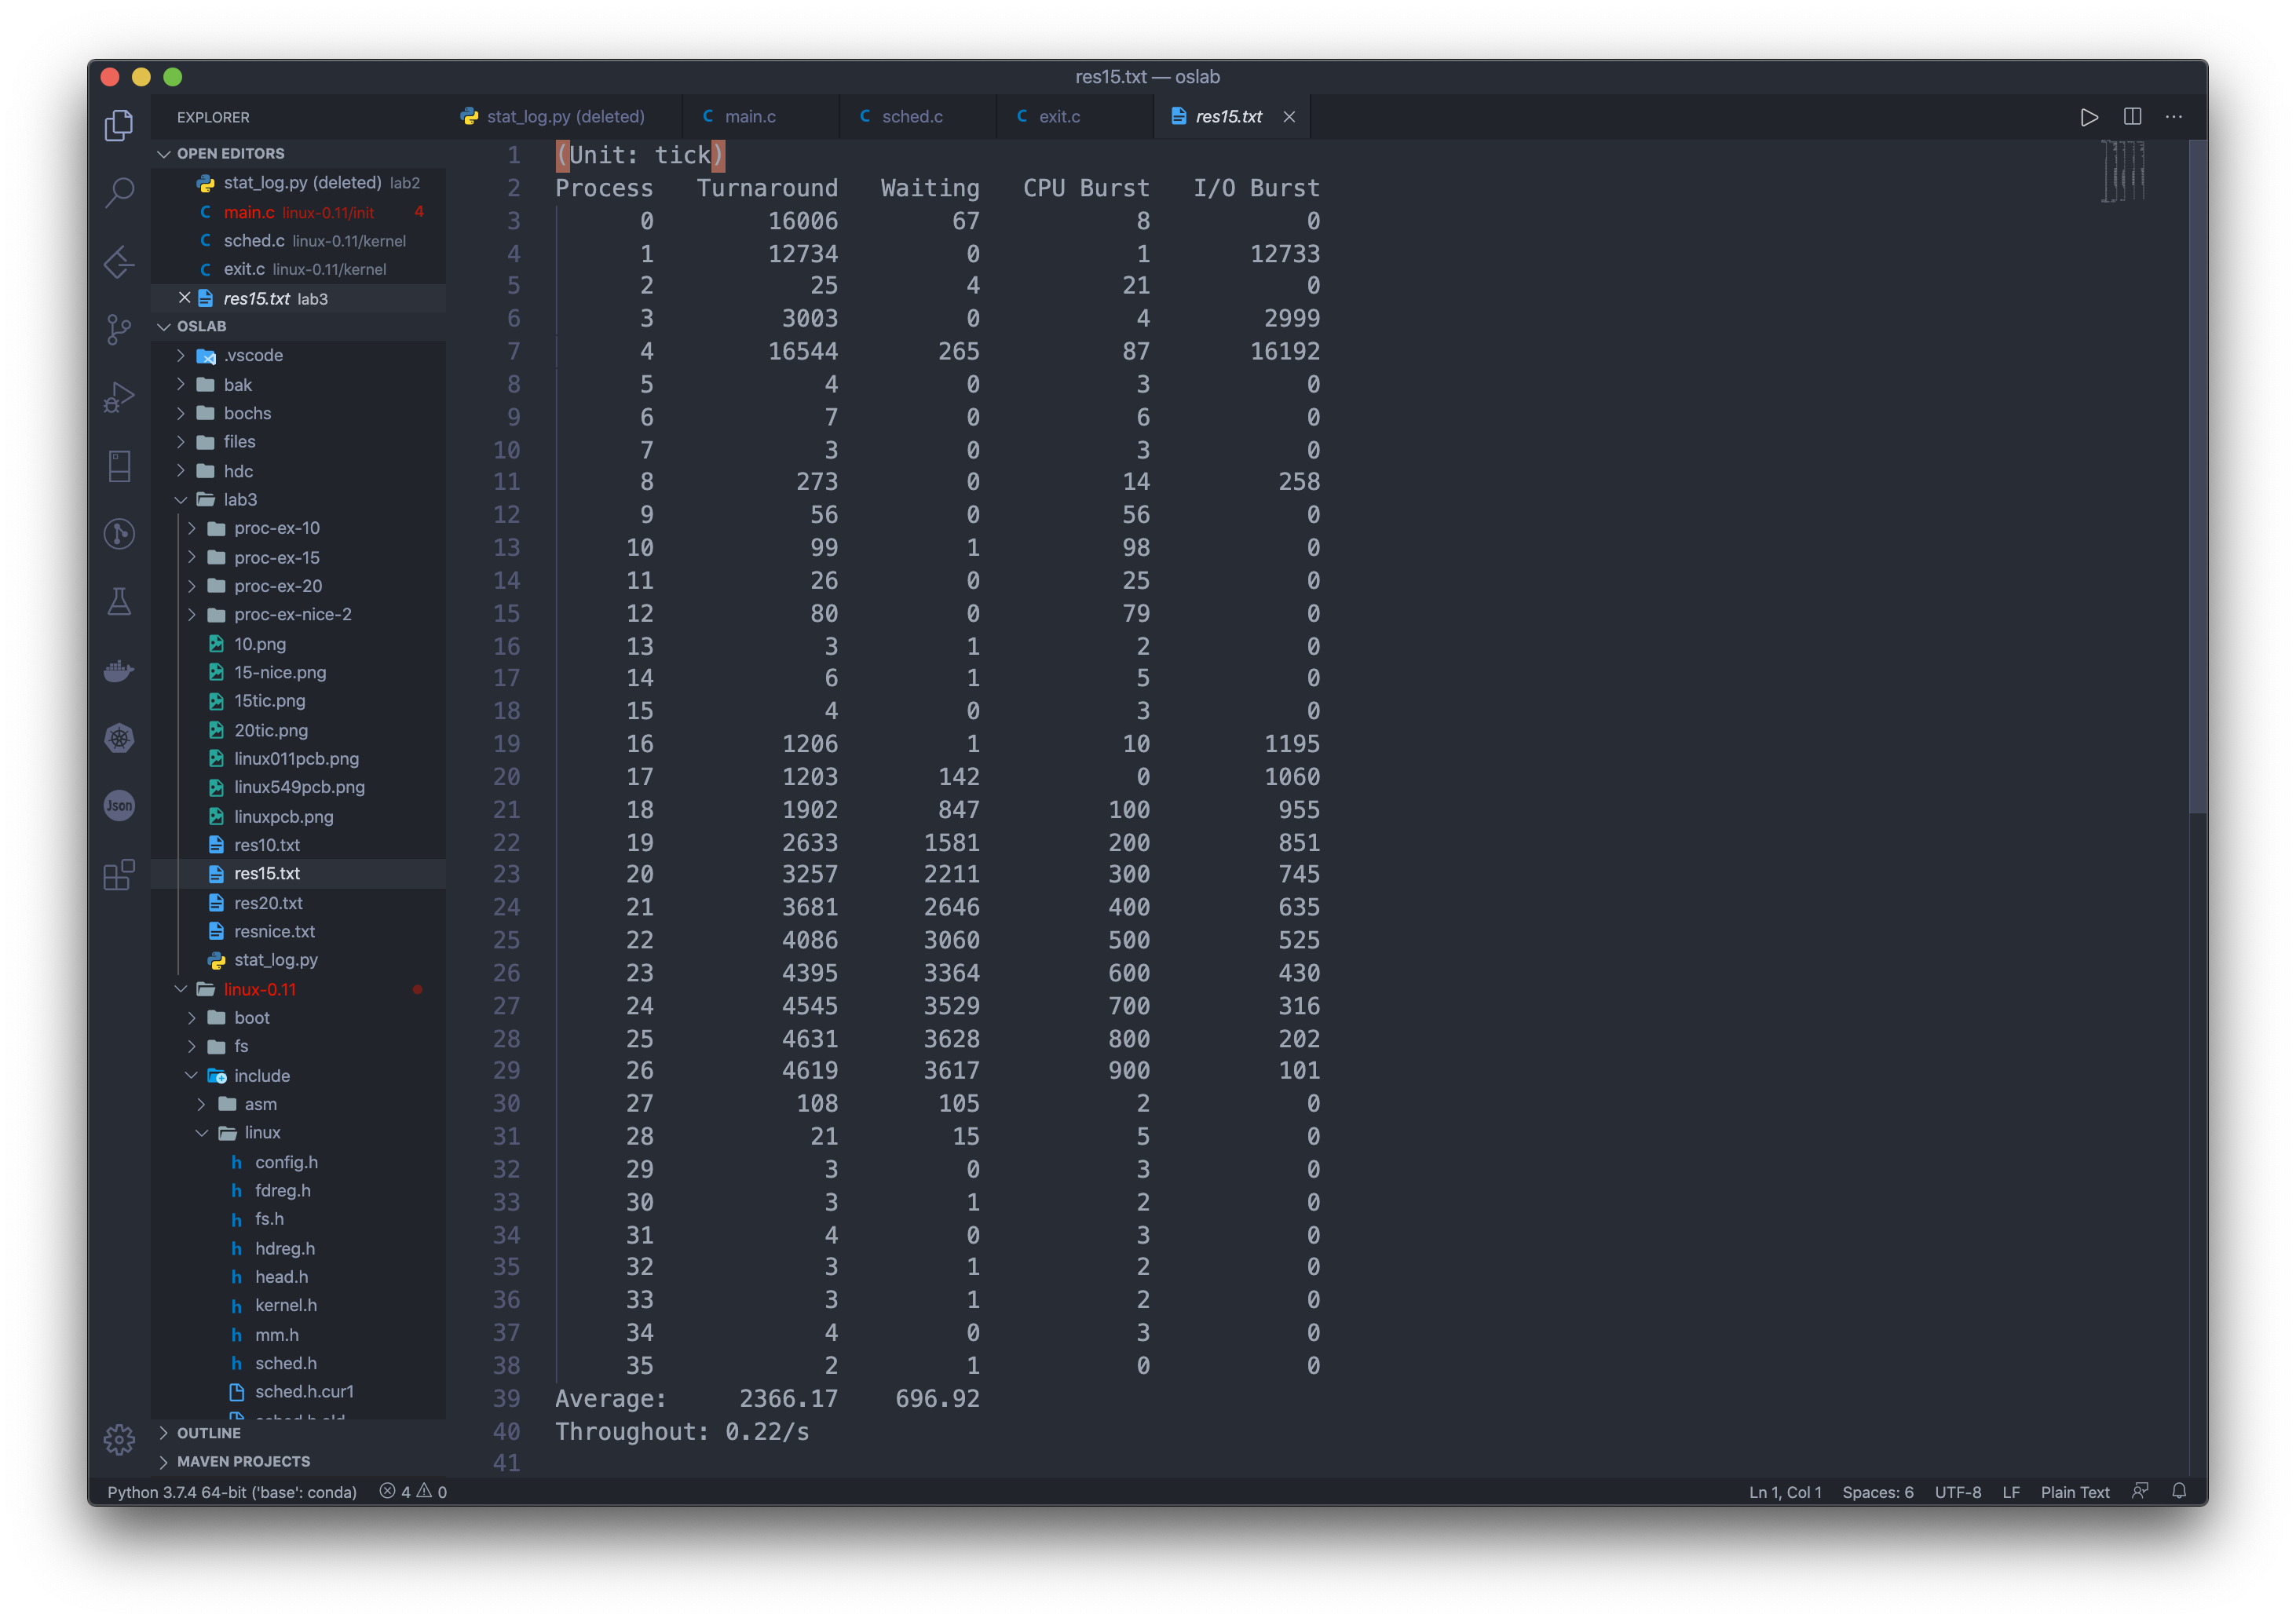 res15.txt — oslab
EXPLORER
stat_log.py (deleted) main.c sched.c exit.c res15.txt
OPEN EDITORS
stat_log.py (deleted) lab2
main.c linux-0.11/init 4
sched.c linux-0.11/kernel
exit.c linux-0.11/kernel
res15.txt lab3
OSLAB
.vscode
bak
bochs
files
hdc
lab3
proc-ex-10
proc-ex-15
proc-ex-20
proc-ex-nice-2
10.png
15-nice.png
15tic.png
20tic.png
linux011pcb.png
linux549pcb.png
linuxpcb.png
res10.txt
res15.txt
res20.txt
resnice.txt
stat_log.py
linux-0.11
boot
fs
include
asm
linux
config.h
fdreg.h
fs.h
hdreg.h
head.h
kernel.h
mm.h
sched.h
sched.h.cur1
OUTLINE
MAVEN PROJECTS
Json
1 (Unit: tick)
2 Process Turnaround Waiting CPU Burst I/O Burst
3 0 16006 67 8 0
4 1 12734 0 1 12733
5 2 25 4 21 0
6 3 3003 0 4 2999
7 4 16544 265 87 16192
8 5 4 0 3 0
9 6 7 0 6 0
10 7 3 0 3 0
11 8 273 0 14 258
12 9 56 0 56 0
13 10 99 1 98 0
14 11 26 0 25 0
15 12 80 0 79 0
16 13 3 1 2 0
17 14 6 1 5 0
18 15 4 0 3 0
19 16 1206 1 10 1195
20 17 1203 142 0 1060
21 18 1902 847 100 955
22 19 2633 1581 200 851
23 20 3257 2211 300 745
24 21 3681 2646 400 635
25 22 4086 3060 500 525
26 23 4395 3364 600 430
27 24 4545 3529 700 316
28 25 4631 3628 800 202
29 26 4619 3617 900 101
30 27 108 105 2 0
31 28 21 15 5 0
32 29 3 0 3 0
33 30 3 1 2 0
34 31 4 0 3 0
35 32 3 1 2 0
36 33 3 1 2 0
37 34 4 0 3 0
38 35 2 1 0 0
39 Average: 2366.17 696.92
40 Throughout: 0.22/s
41
Python 3.7.4 64-bit ('base': conda) 4 0 Ln 1, Col 1 Spaces: 6 UTF-8 LF Plain Text